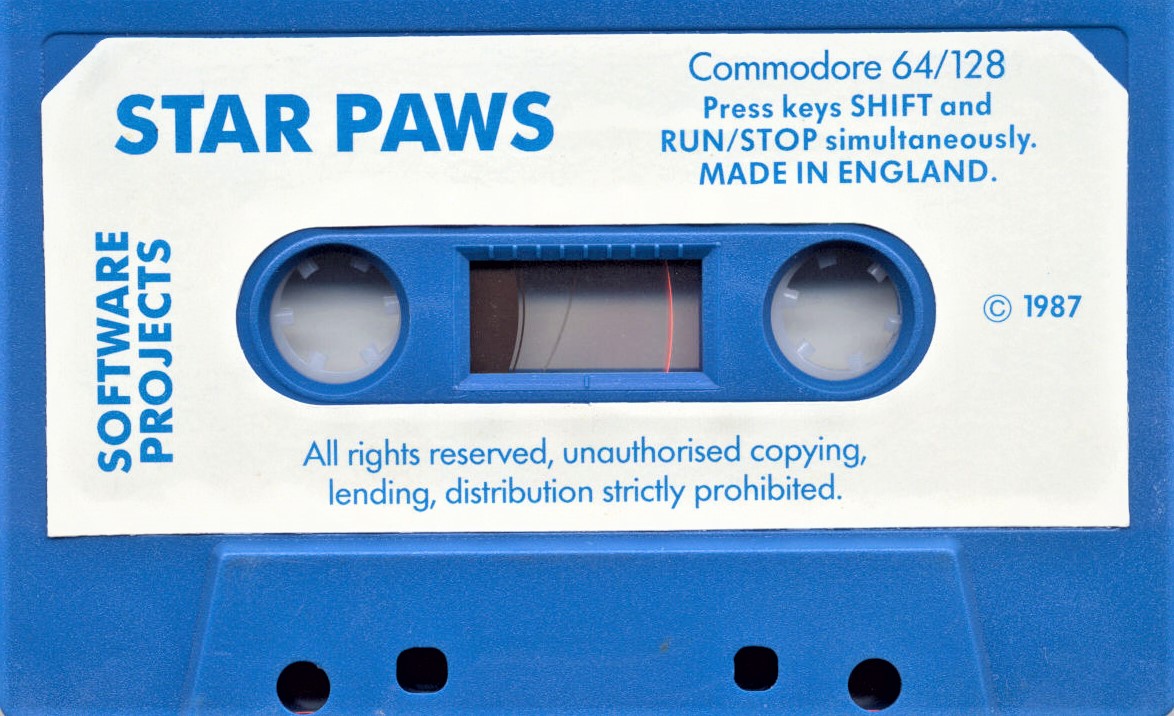 STAR PAWS
Commodore 64/128
Press keys SHIFT and
RUN/STOP simultaneously.
MADE IN ENGLAND.
SOFTWARE
PROJECTS
© 1987
All rights reserved, unauthorised copying,
lending, distribution strictly prohibited.